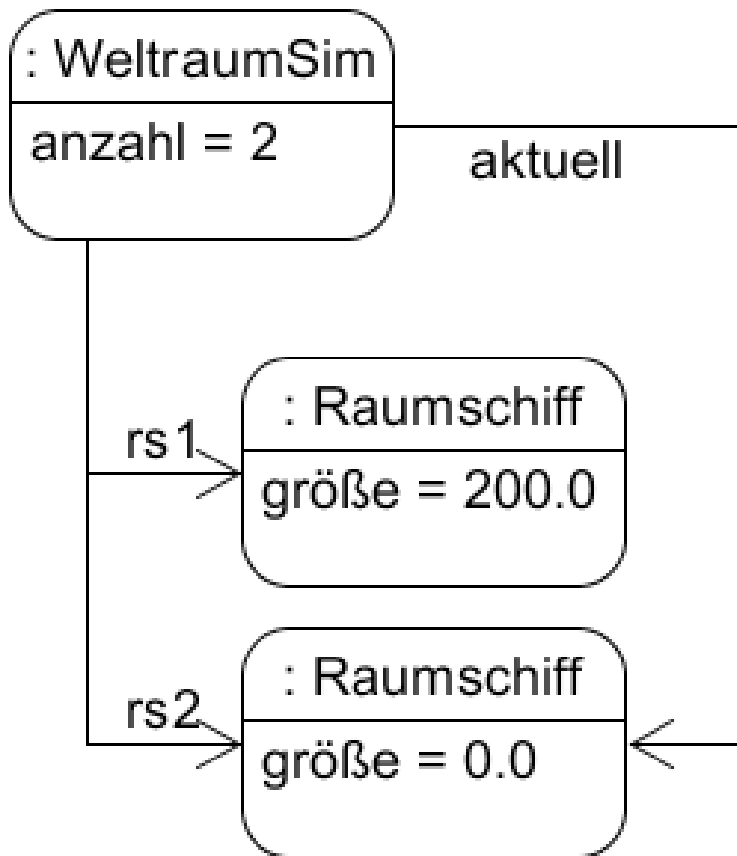 : WeltraumSim
anzahl = 2
aktuell
: Raumschiff
rs1
größe = 200.0
: Raumschiff
rs2
größe = 0.0